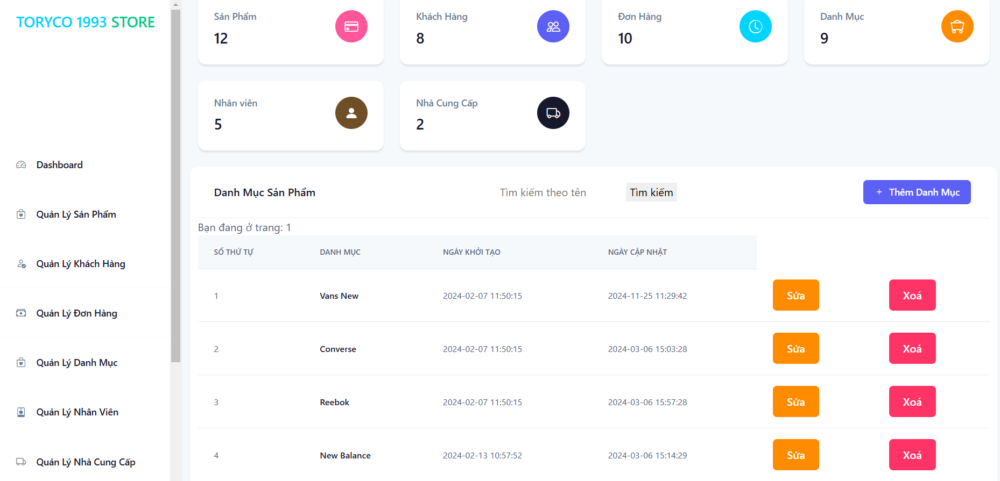 TORYCO 1993 STORE
Dashboard
Quản Lý Sản Phẩm
Quản Lý Khách Hàng
Quản Lý Đơn Hàng
Quản Lý Danh Mục
Quản Lý Nhân Viên
Quản Lý Nhà Cung Cấp
Sản Phẩm
12
Khách Hàng
8
Đơn Hàng
10
Danh Mục
9
Nhân viên
5
Nhà Cung Cấp
2
Danh Mục Sản Phẩm
Tìm kiếm theo tên
Tìm kiếm
+ Thêm Danh Mục
Bạn đang ở trang: 1
SỐ THỨ TỰ DANH MỤC NGÀY KHỞI TẠO NGÀY CẬP NHẬT
1 Vans New 2024-02-07 11:50:15 2024-11-25 11:29:42 Sửa Xoá
2 Converse 2024-02-07 11:50:15 2024-03-06 15:03:28 Sửa Xoá
3 Reebok 2024-02-07 11:50:15 2024-03-06 15:57:28 Sửa Xoá
4 New Balance 2024-02-13 10:57:52 2024-03-06 15:14:29 Sửa Xoá